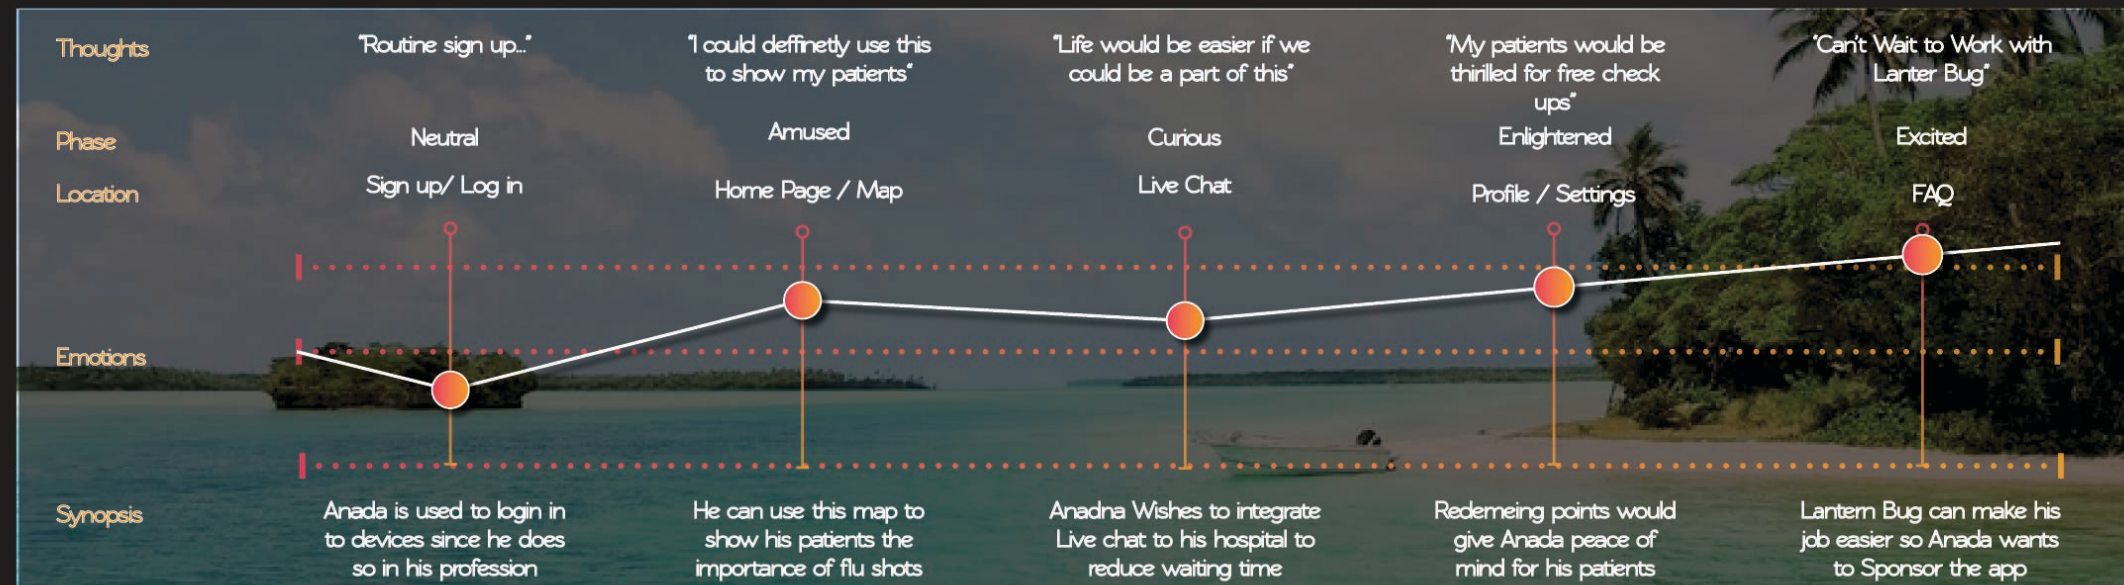 Thoughts
"Routine sign up..."
"I could deffinetly use this
to show my patients"
"Life would be easier if we
could be a part of this"
"My patients would be
thirilled for free check
ups"
"Can't Wait to Work with
Lanter Bug"
Phase
Neutral
Amused
Curious
Enlightened
Excited
Location
Sign up/ Log in
Home Page / Map
Live Chat
Profile / Settings
FAQ
Emotions
Synopsis
Anada is used to login in
to devices since he does
so in his profession
He can use this map to
show his patients the
importance of flu shots
Anadna Wishes to integrate
Live chat to his hospital to
reduce waiting time
Redemeing points would
give Anada peace of
mind for his patients
Lantern Bug can make his
job easier so Anada wants
to Sponsor the app